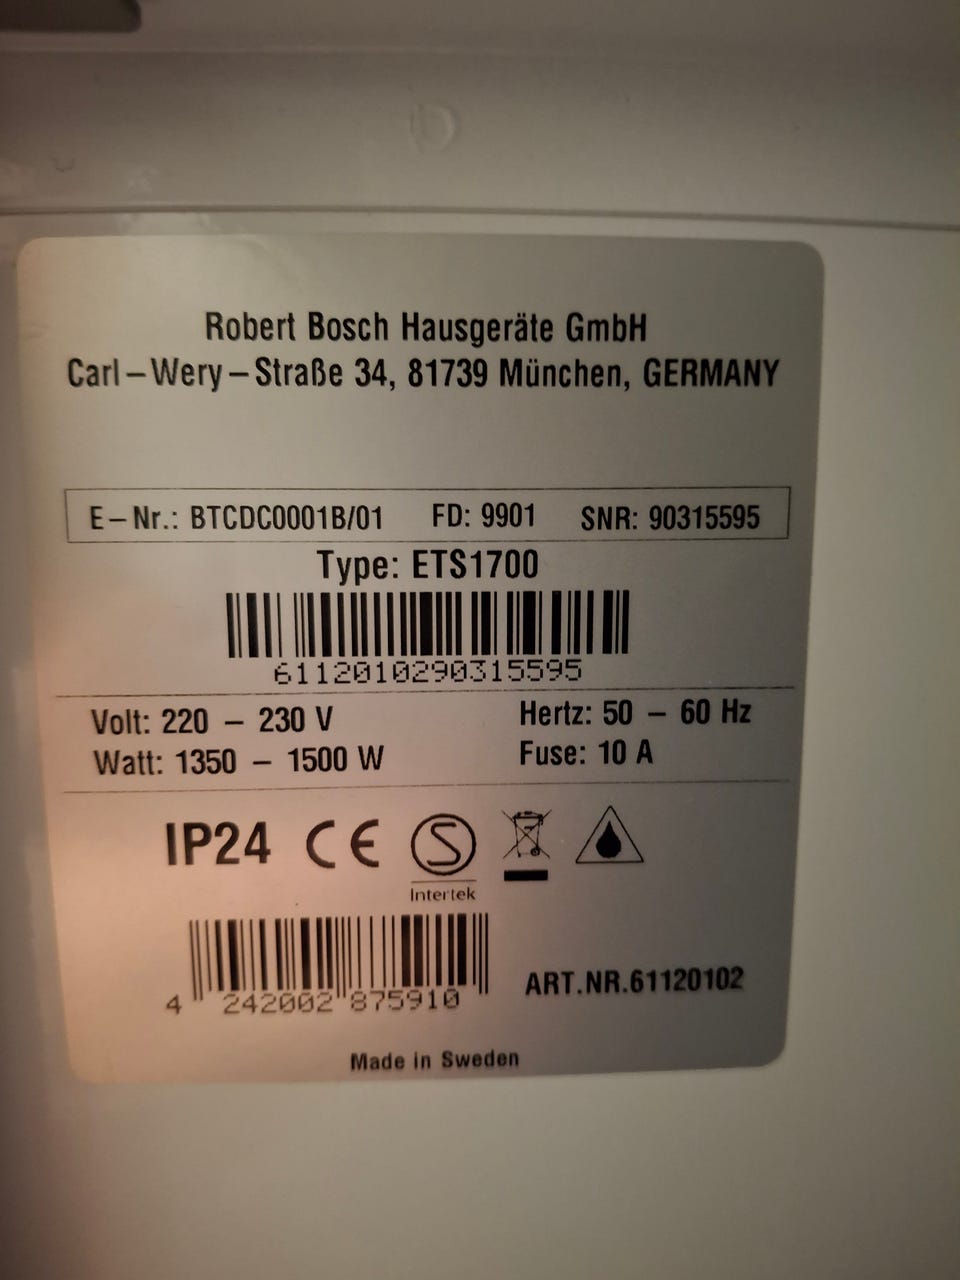 Robert Bosch Hausgeräte GmbH
Carl – Wery – Straße 34, 81739 München, GERMANY
E – Nr.: BTCDC0001B/01 FD: 9901 SNR: 90315595
Type: ETS1700
6112010290315595
Volt: 220 – 230 V Hertz: 50 – 60 Hz
Watt: 1350 – 1500 W Fuse: 10 A
IP24 CE S
Intertek
4 242002 875910 ART.NR.61120102
Made in Sweden